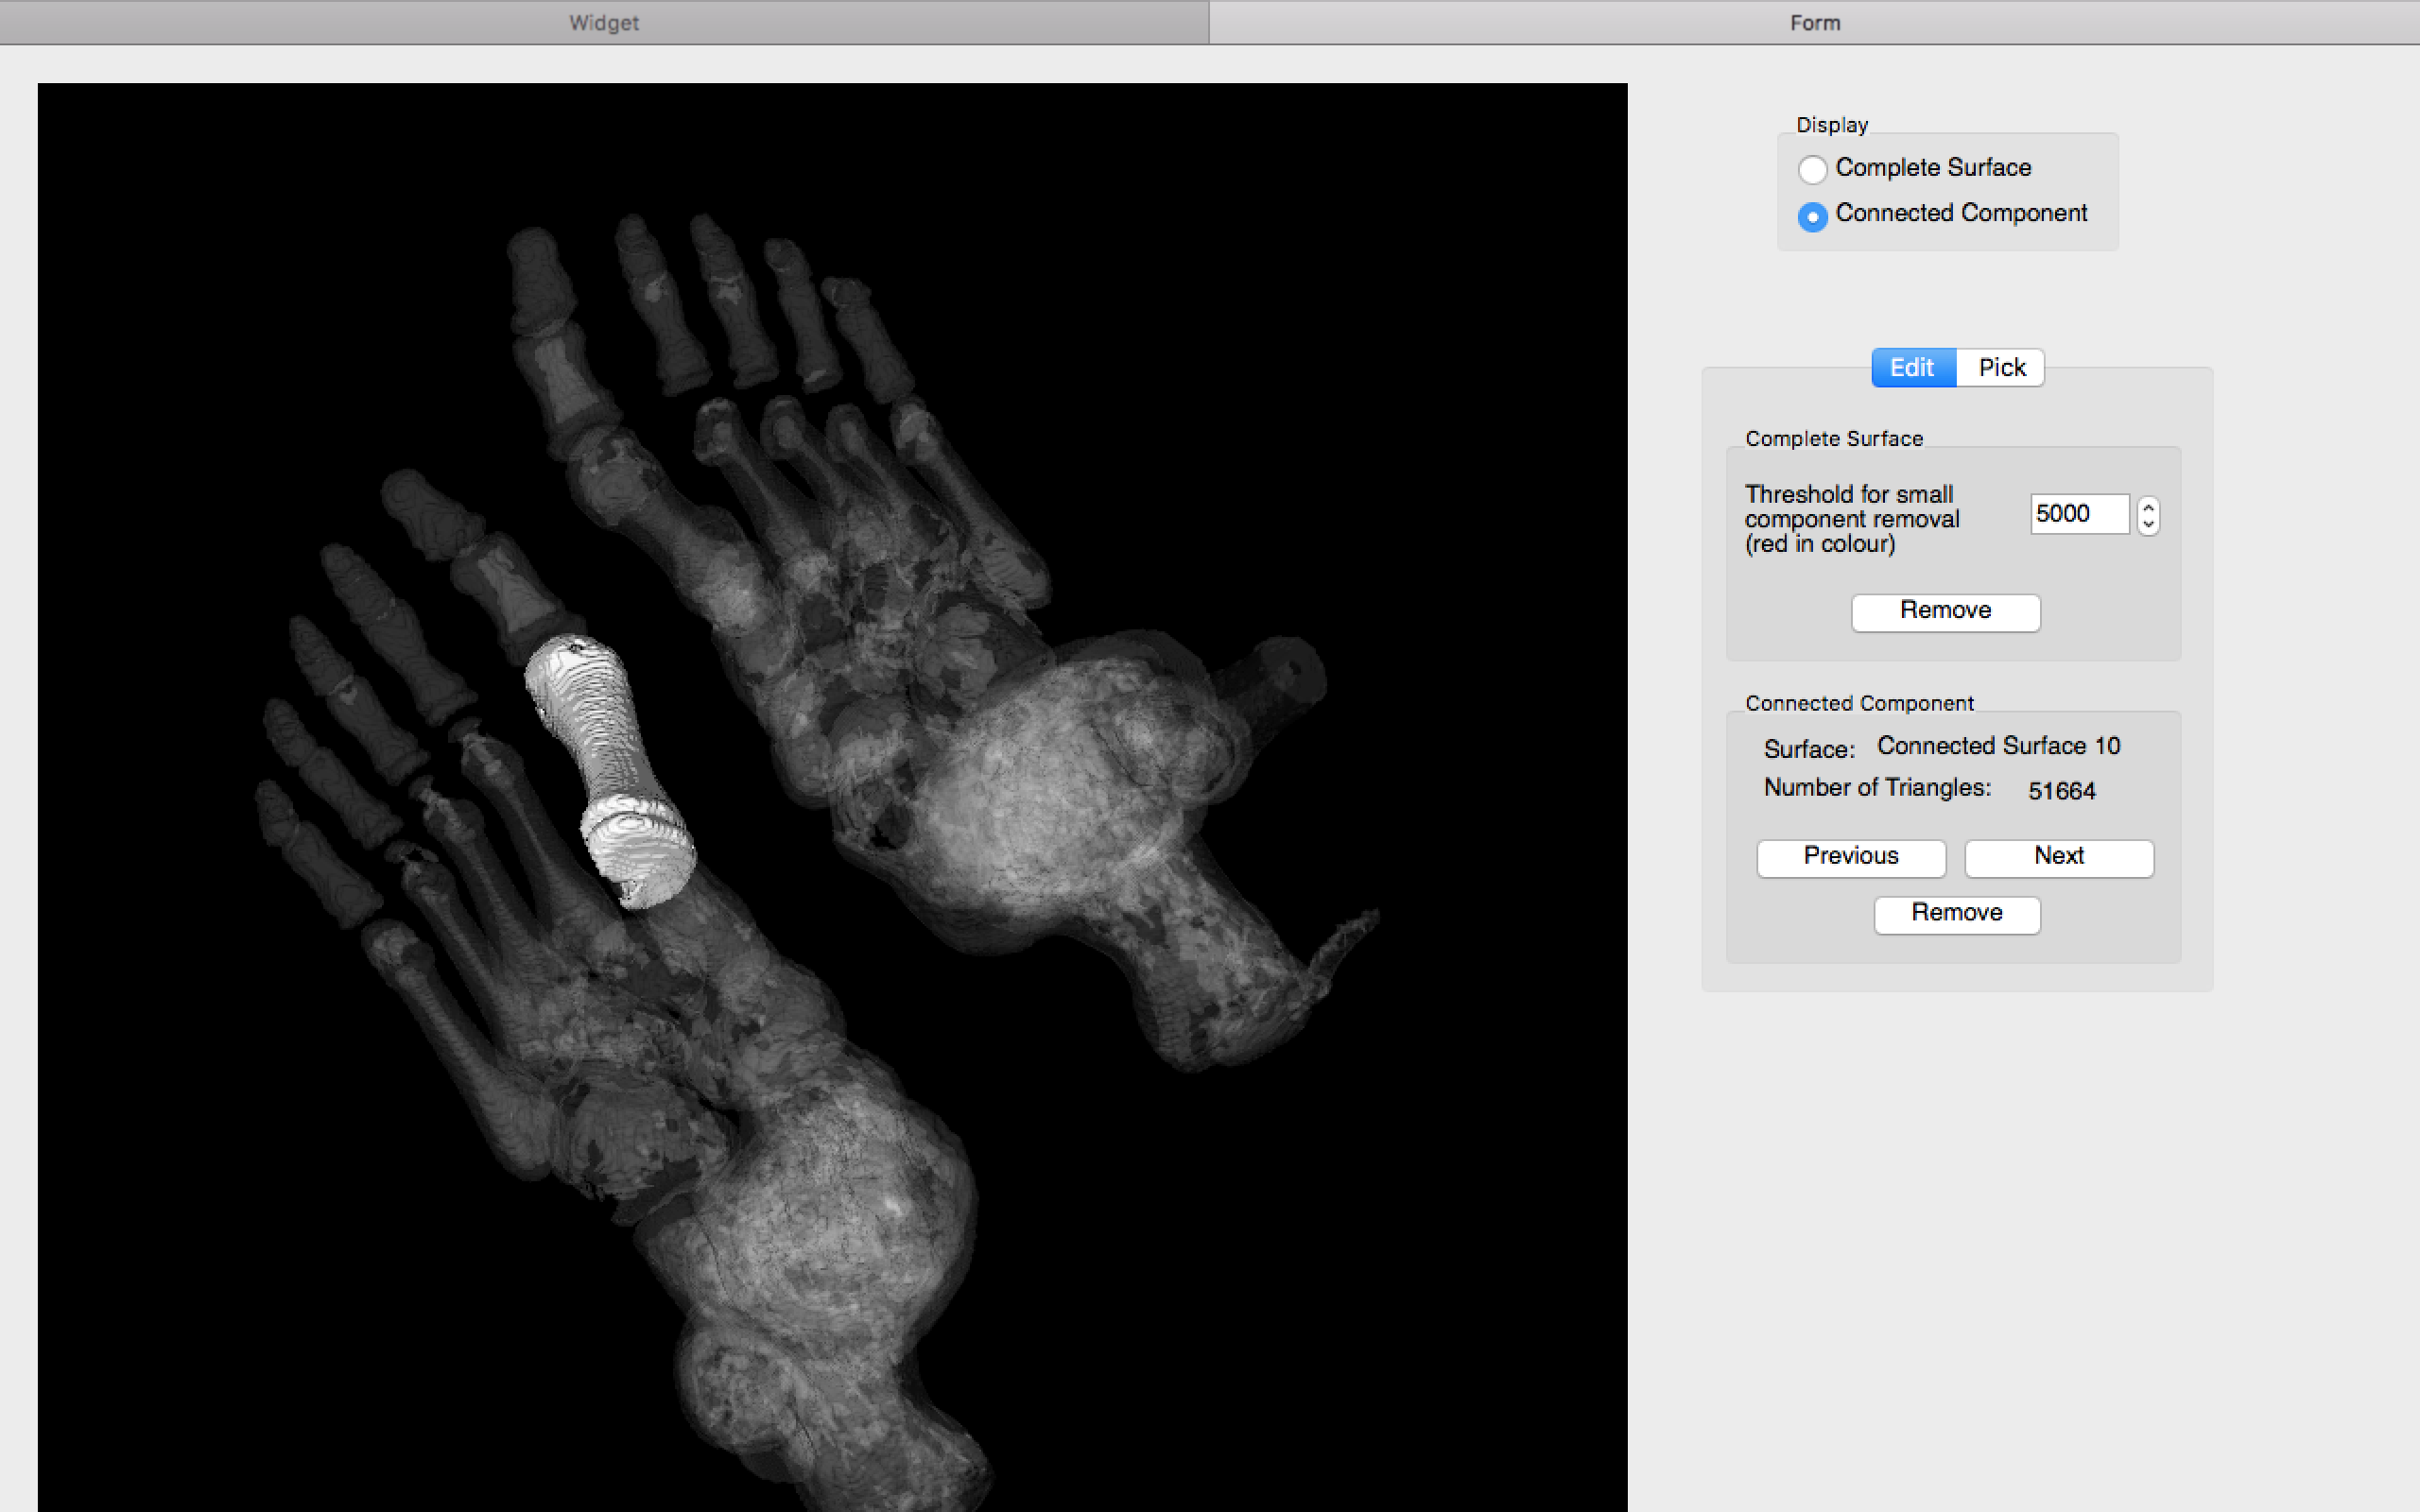 Widget
Form
Display
Complete Surface
Connected Component
Edit
Pick
Complete Surface
Threshold for small
component removal
(red in colour)
5000
Remove
Connected Component
Surface: Connected Surface 10
Number of Triangles: 51664
Previous
Next
Remove